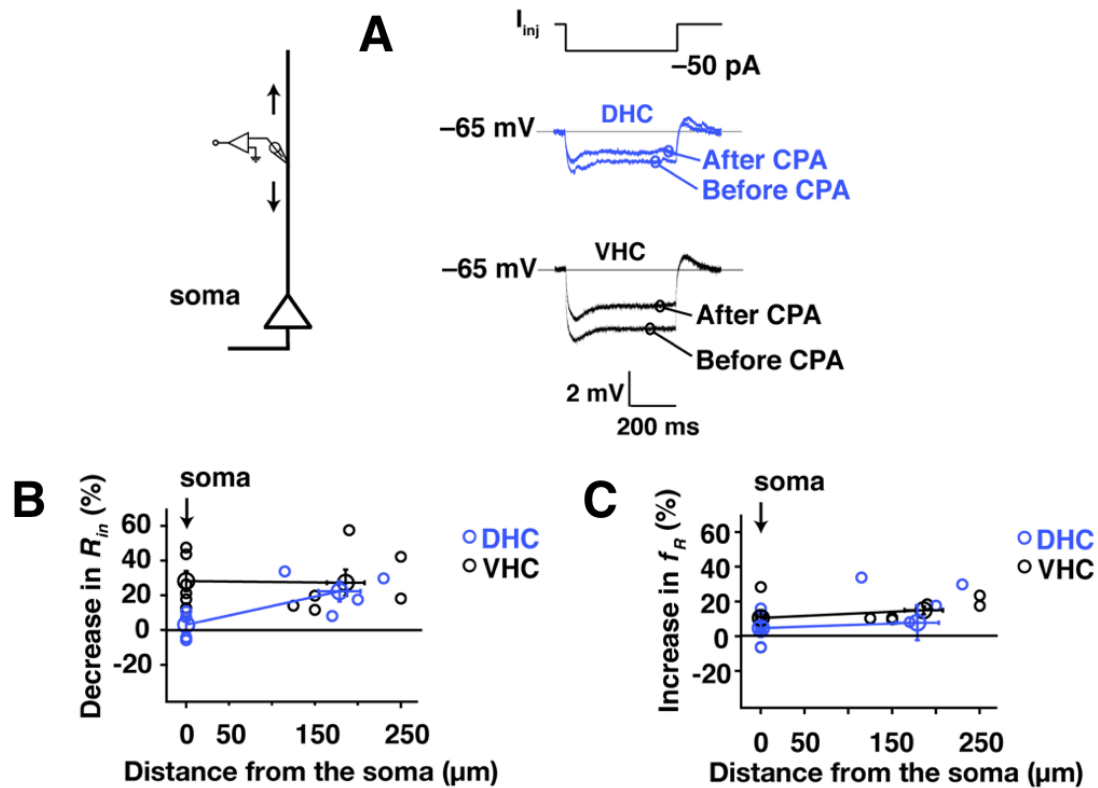 A
I_Inj
−50 pA
DHC
−65 mV
After CPA
Before CPA
VHC
−65 mV
After CPA
Before CPA
2 mV
200 ms
soma
B
soma
Decrease in R_in (%)
60
40
20
0
-20
0 50 150 250
Distance from the soma (µm)
DHC
VHC
C
soma
Increase in f_R (%)
60
40
20
0
-20
0 50 150 250
Distance from the soma (µm)
DHC
VHC